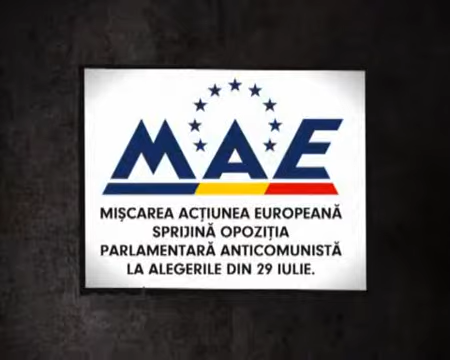 MAE
MIȘCAREA ACȚIUNEA EUROPEANĂ
SPRIJINĂ OPOZIȚIA
PARLAMENTARĂ ANTICOMUNISTĂ
LA ALEGERILE DIN 29 IULIE.